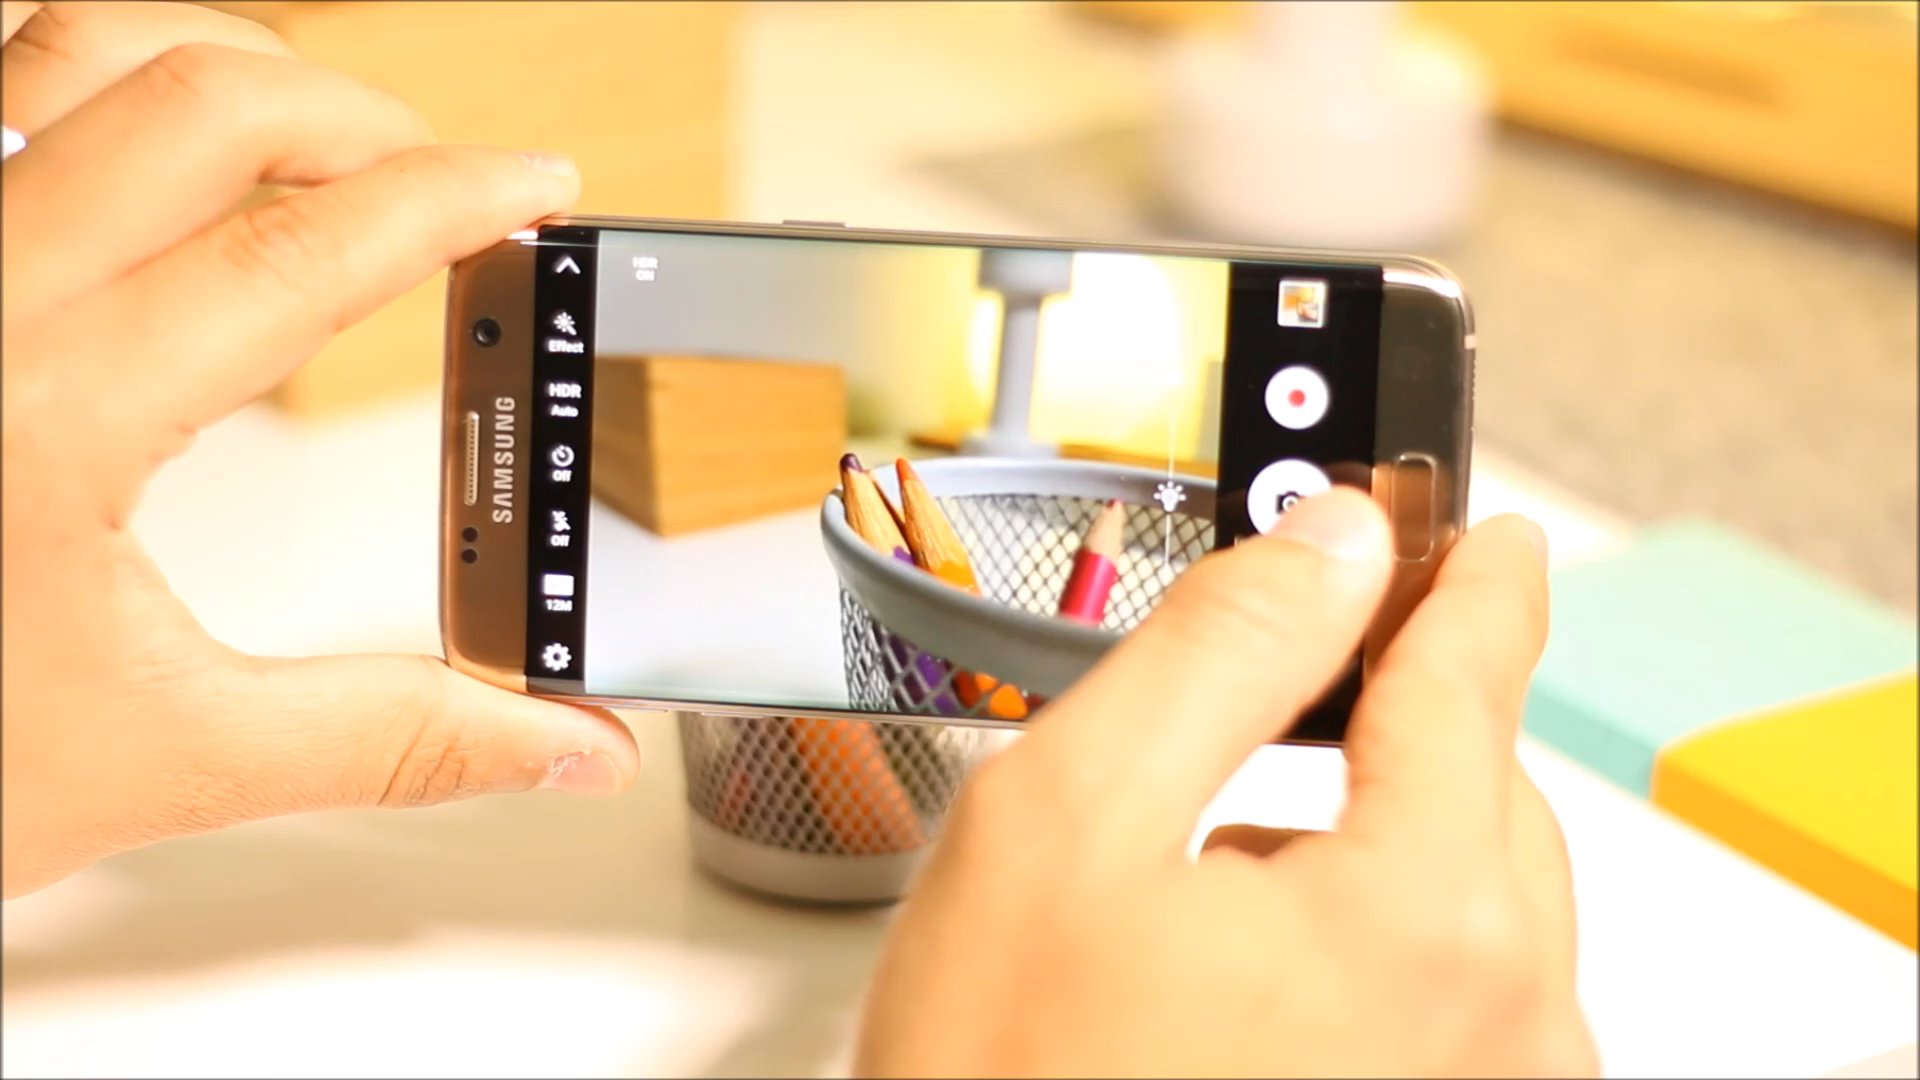 SAMSUNG
Effect
HDR
Auto
Off
Off
12M
HDR
ON